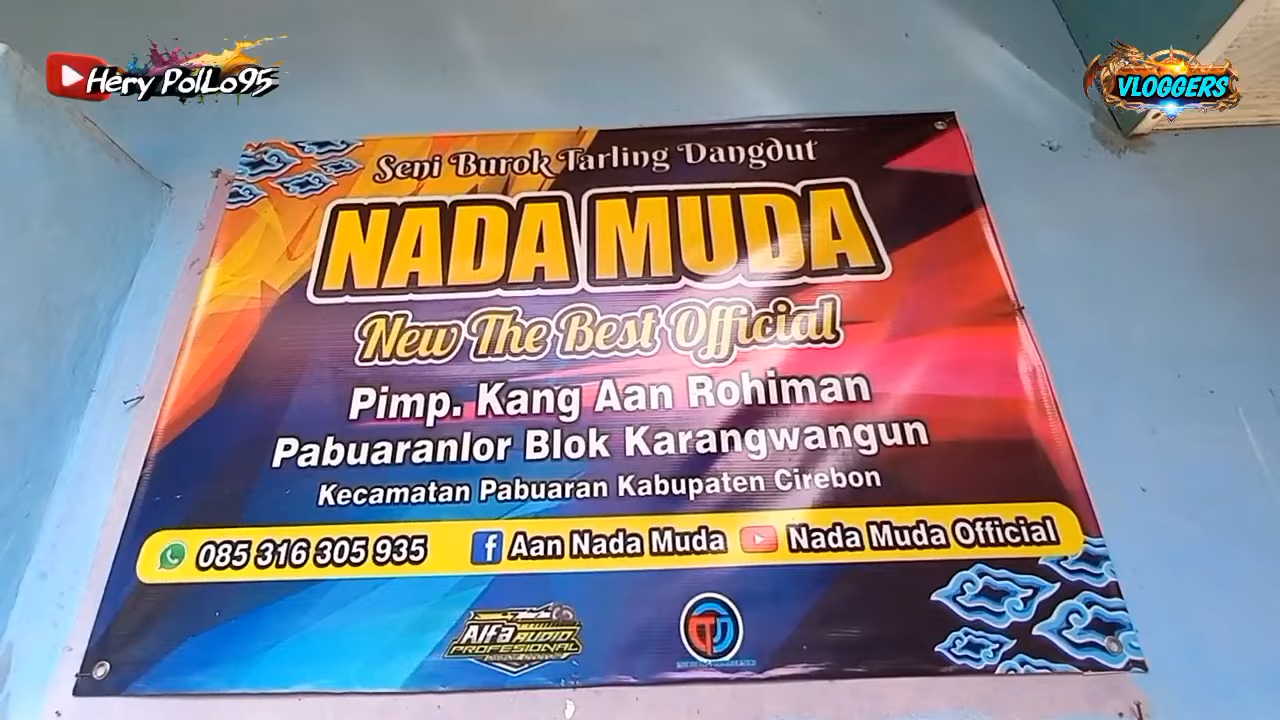 Hery PolLo95
VLOGGERS
Seni Burok Tarling Dangdut
NADA MUDA
New The Best Official
Pimp. Kang Aan Rohiman
Pabuaranlor Blok Karangwangun
Kecamatan Pabuaran Kabupaten Cirebon
085 316 305 935 Aan Nada Muda Nada Muda Official
Alfa AUDIO
PROFESIONAL